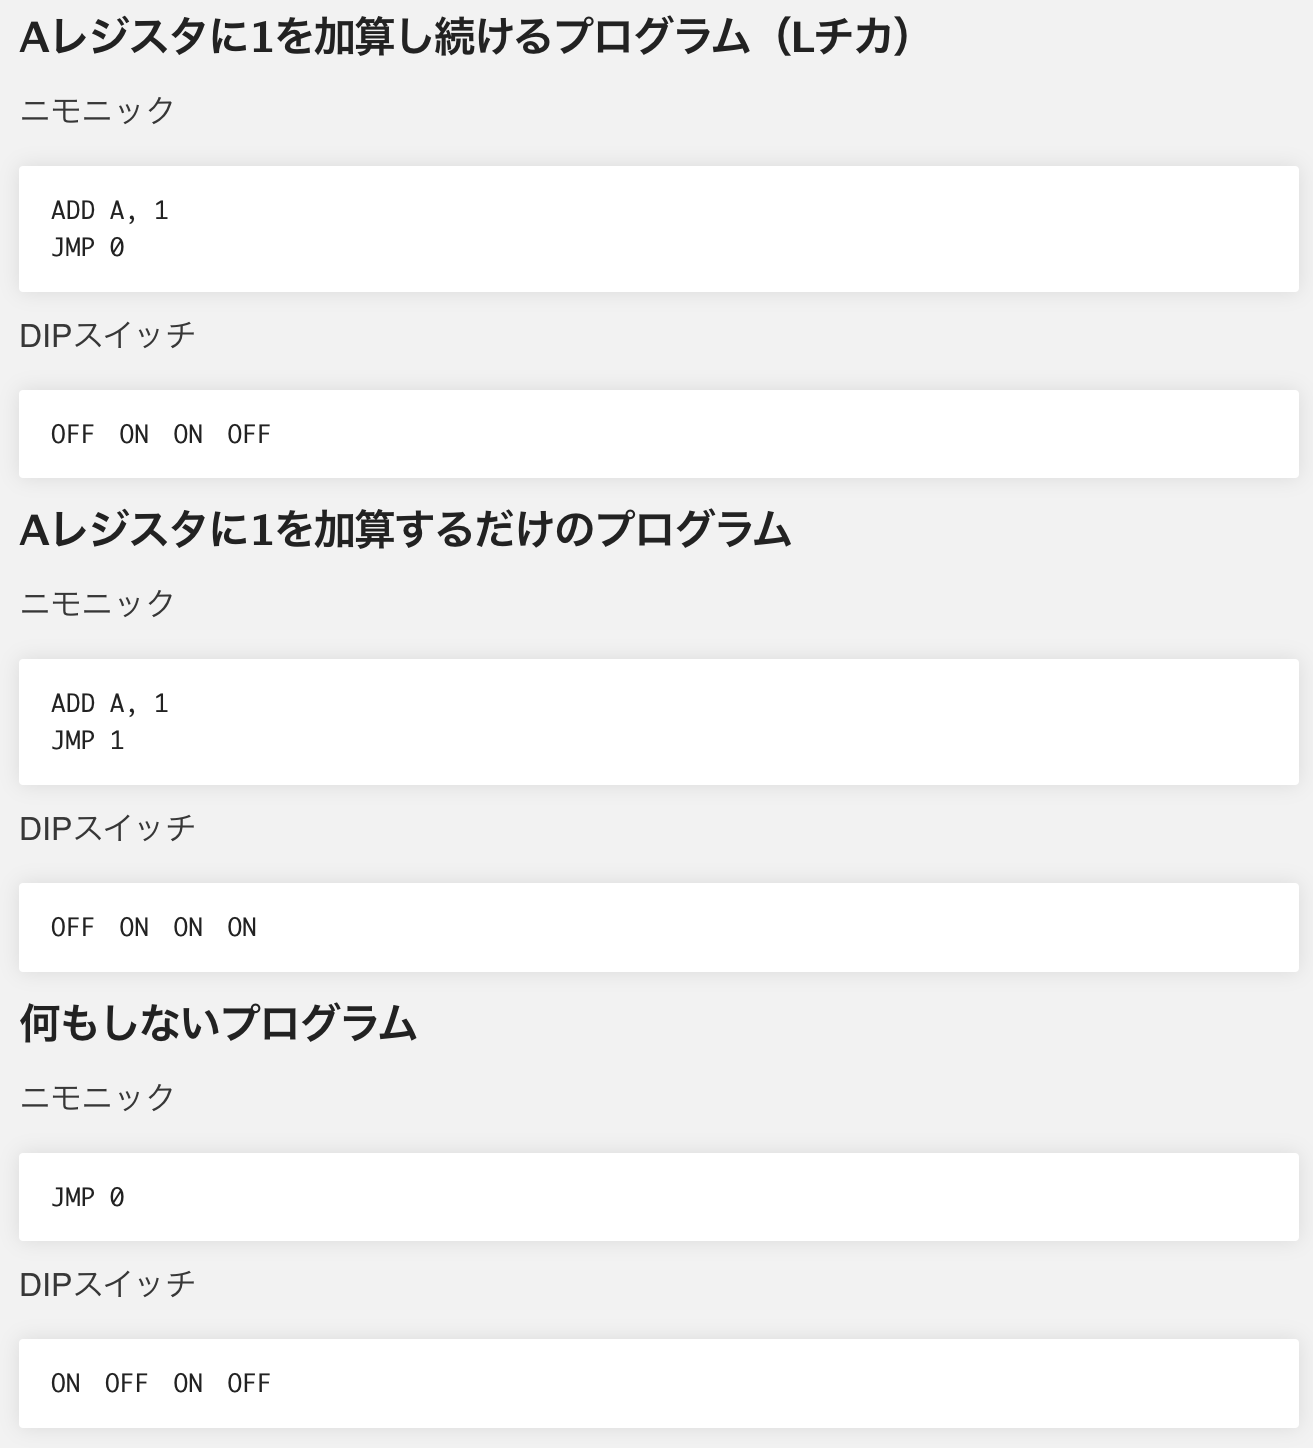 Aレジスタに1を加算し続けるプログラム（Lチカ）
ニモニック
ADD A, 1
JMP 0
DIPスイッチ
OFF ON ON OFF
Aレジスタに1を加算するだけのプログラム
ニモニック
ADD A, 1
JMP 1
DIPスイッチ
OFF ON ON ON
何もしないプログラム
ニモニック
JMP 0
DIPスイッチ
ON OFF ON OFF